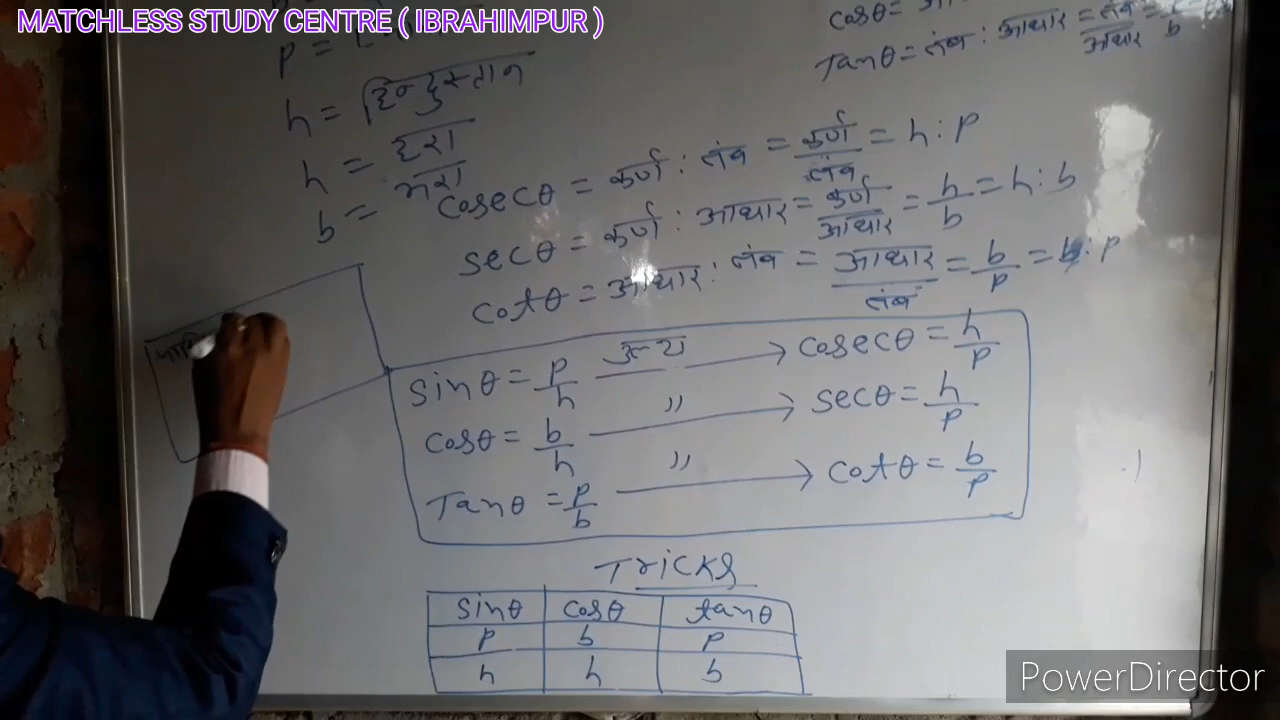 MATCHLESS STUDY CENTRE ( IBRAHIMPUR )
P =
h = हिन्दुस्तान
h = हरा
b = भरा
cosθ =
Tanθ = लंब : आधार = लंब/आधार = /b
cosecθ = कर्ण : लंब = कर्ण/लंब = h : P
secθ = कर्ण : आधार = कर्ण/आधार = h/b = h : b
cotθ = आधार : लंब = आधार/लंब = b/P = b : P
sinθ = P/h उल्टा → cosecθ = h/P
cosθ = b/h " → secθ = h/P
Tanθ = P/b " → cotθ = b/P
TRICKS
sinθ cosθ tanθ
P b P
h h b
PowerDirector